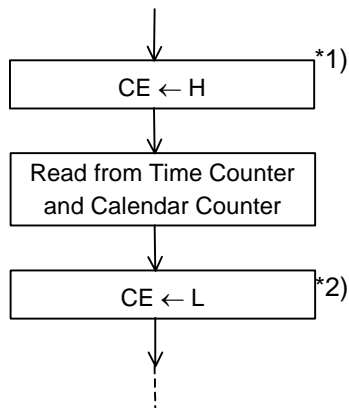 *1)
CE ← H
Read from Time Counter
and Calendar Counter
*2)
CE ← L